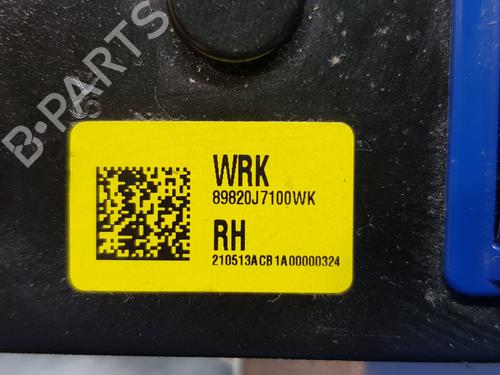 B-PARTS
WRK
89820J7100WK
RH
210513ACB1A00000324